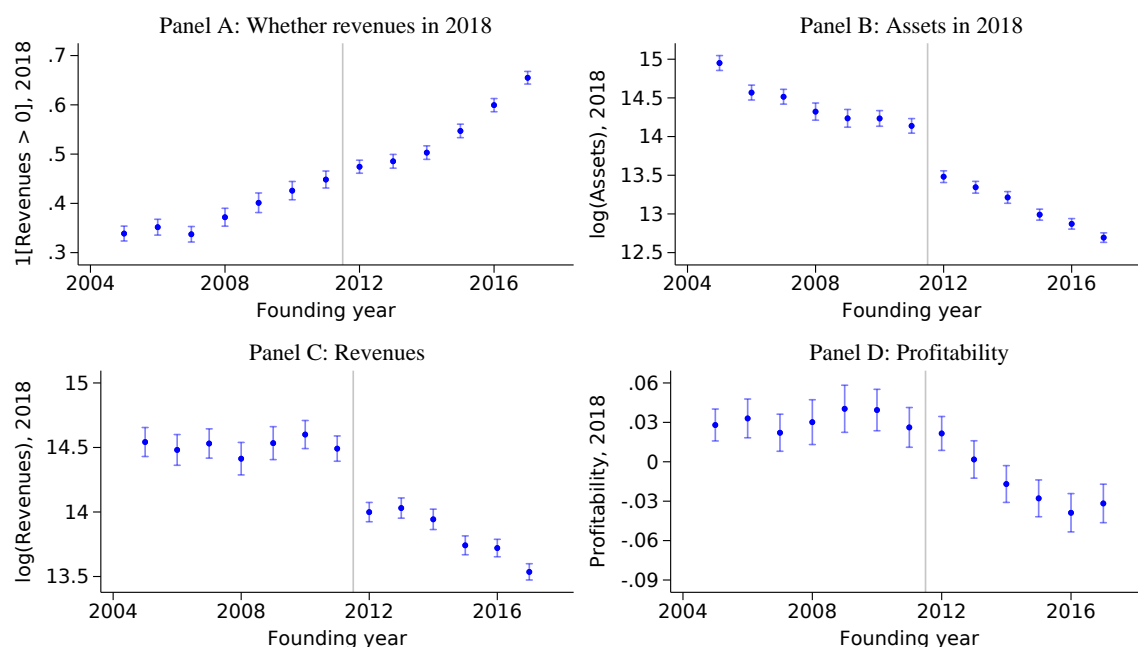 Panel A: Whether revenues in 2018
1[Revenues > 0], 2018
.7
.6
.5
.4
.3
2004 2008 2012 2016
Founding year
Panel B: Assets in 2018
log(Assets), 2018
15
14.5
14
13.5
13
12.5
2004 2008 2012 2016
Founding year
Panel C: Revenues
log(Revenues), 2018
15
14.5
14
13.5
2004 2008 2012 2016
Founding year
Panel D: Profitability
Profitability, 2018
.06
.03
0
-.03
-.06
-.09
2004 2008 2012 2016
Founding year